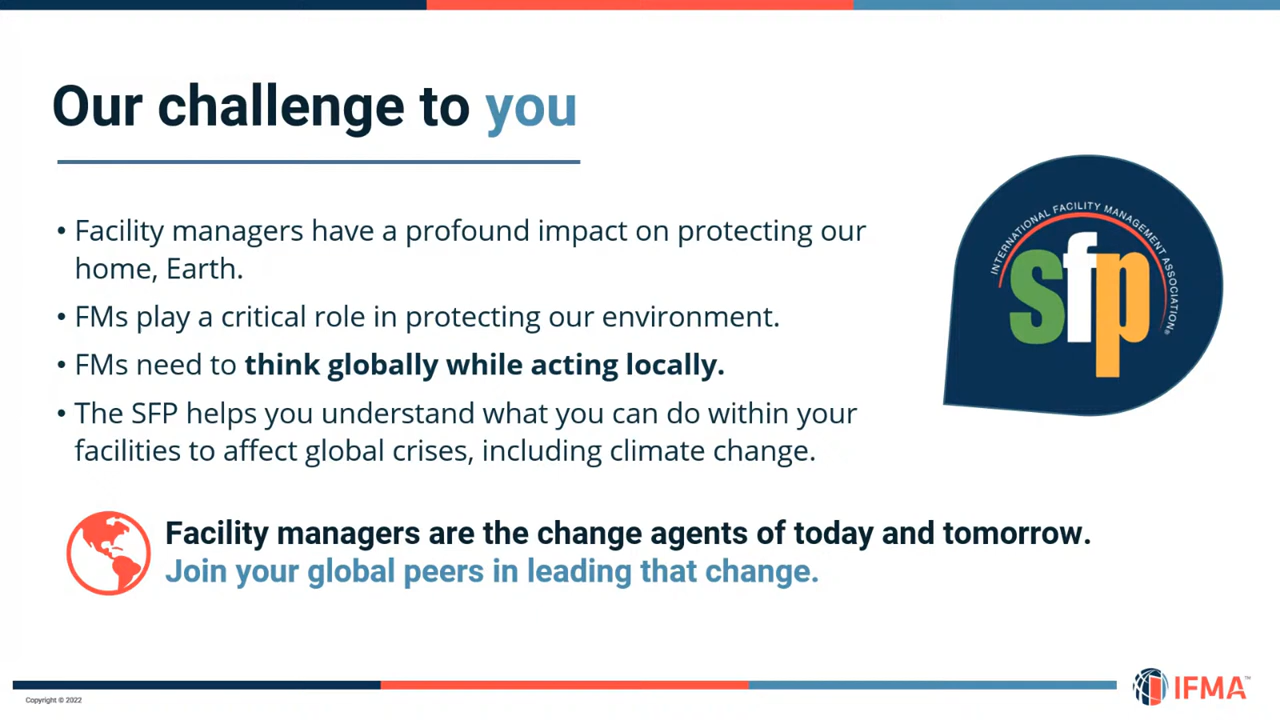 Our challenge to you
• Facility managers have a profound impact on protecting our
home, Earth.
• FMs play a critical role in protecting our environment.
• FMs need to think globally while acting locally.
• The SFP helps you understand what you can do within your
facilities to affect global crises, including climate change.
INTERNATIONAL FACILITY MANAGEMENT ASSOCIATION®
sfp
Facility managers are the change agents of today and tomorrow.
Join your global peers in leading that change.
Copyright © 2022
IFMA™